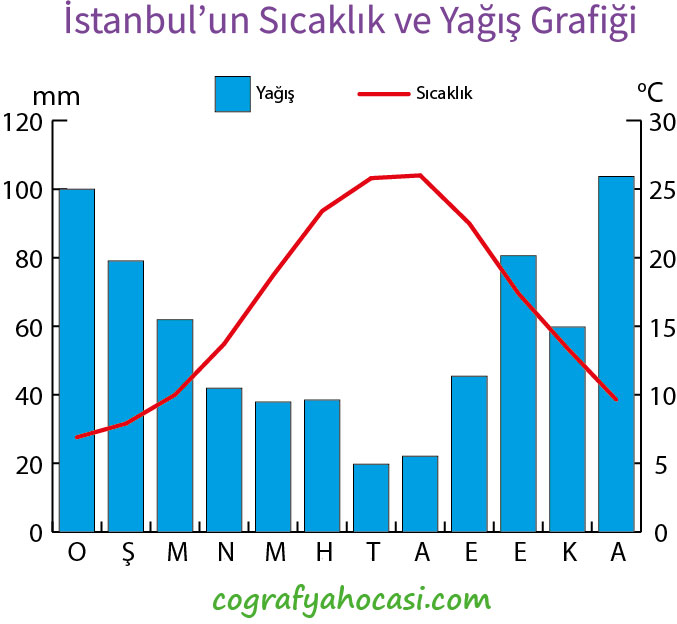 İstanbul’un Sıcaklık ve Yağış Grafiği
mm Yağış Sıcaklık ºC
120 30
100 25
80 20
60 15
40 10
20 5
0 0
O Ş M N M H T A E E K A
cografyahocasi.com